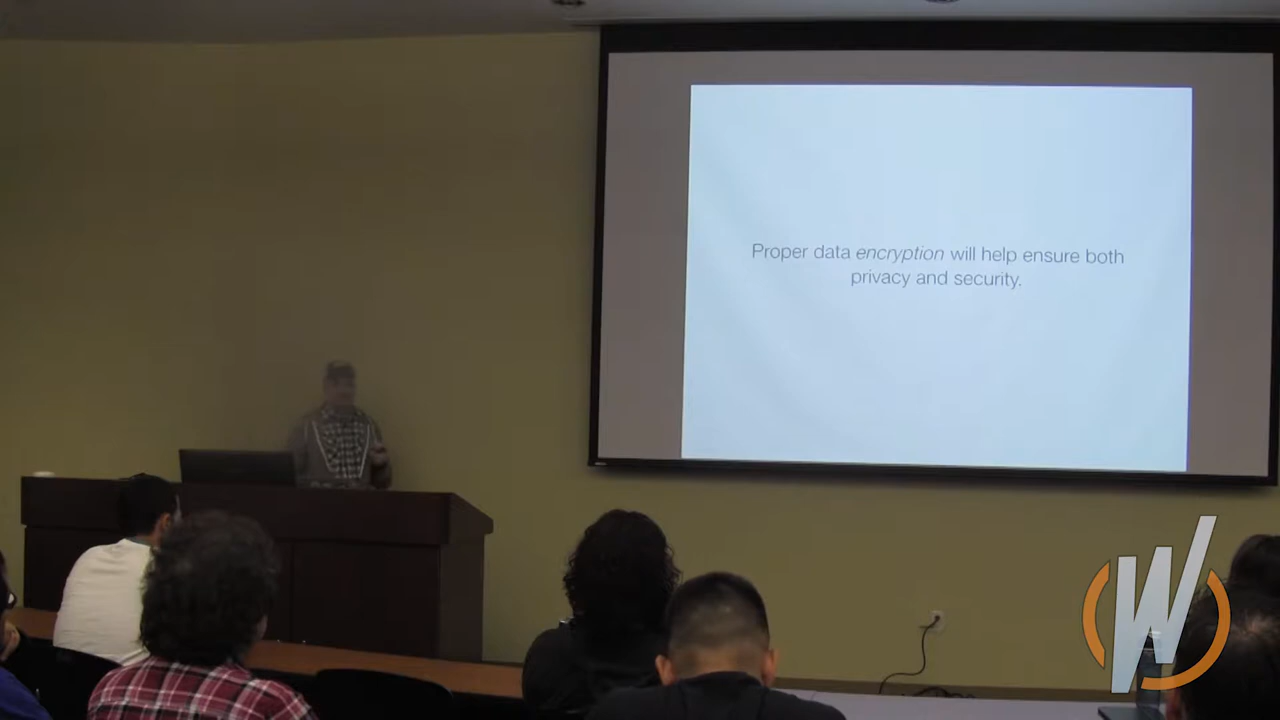 Proper data encryption will help ensure both
privacy and security.
W